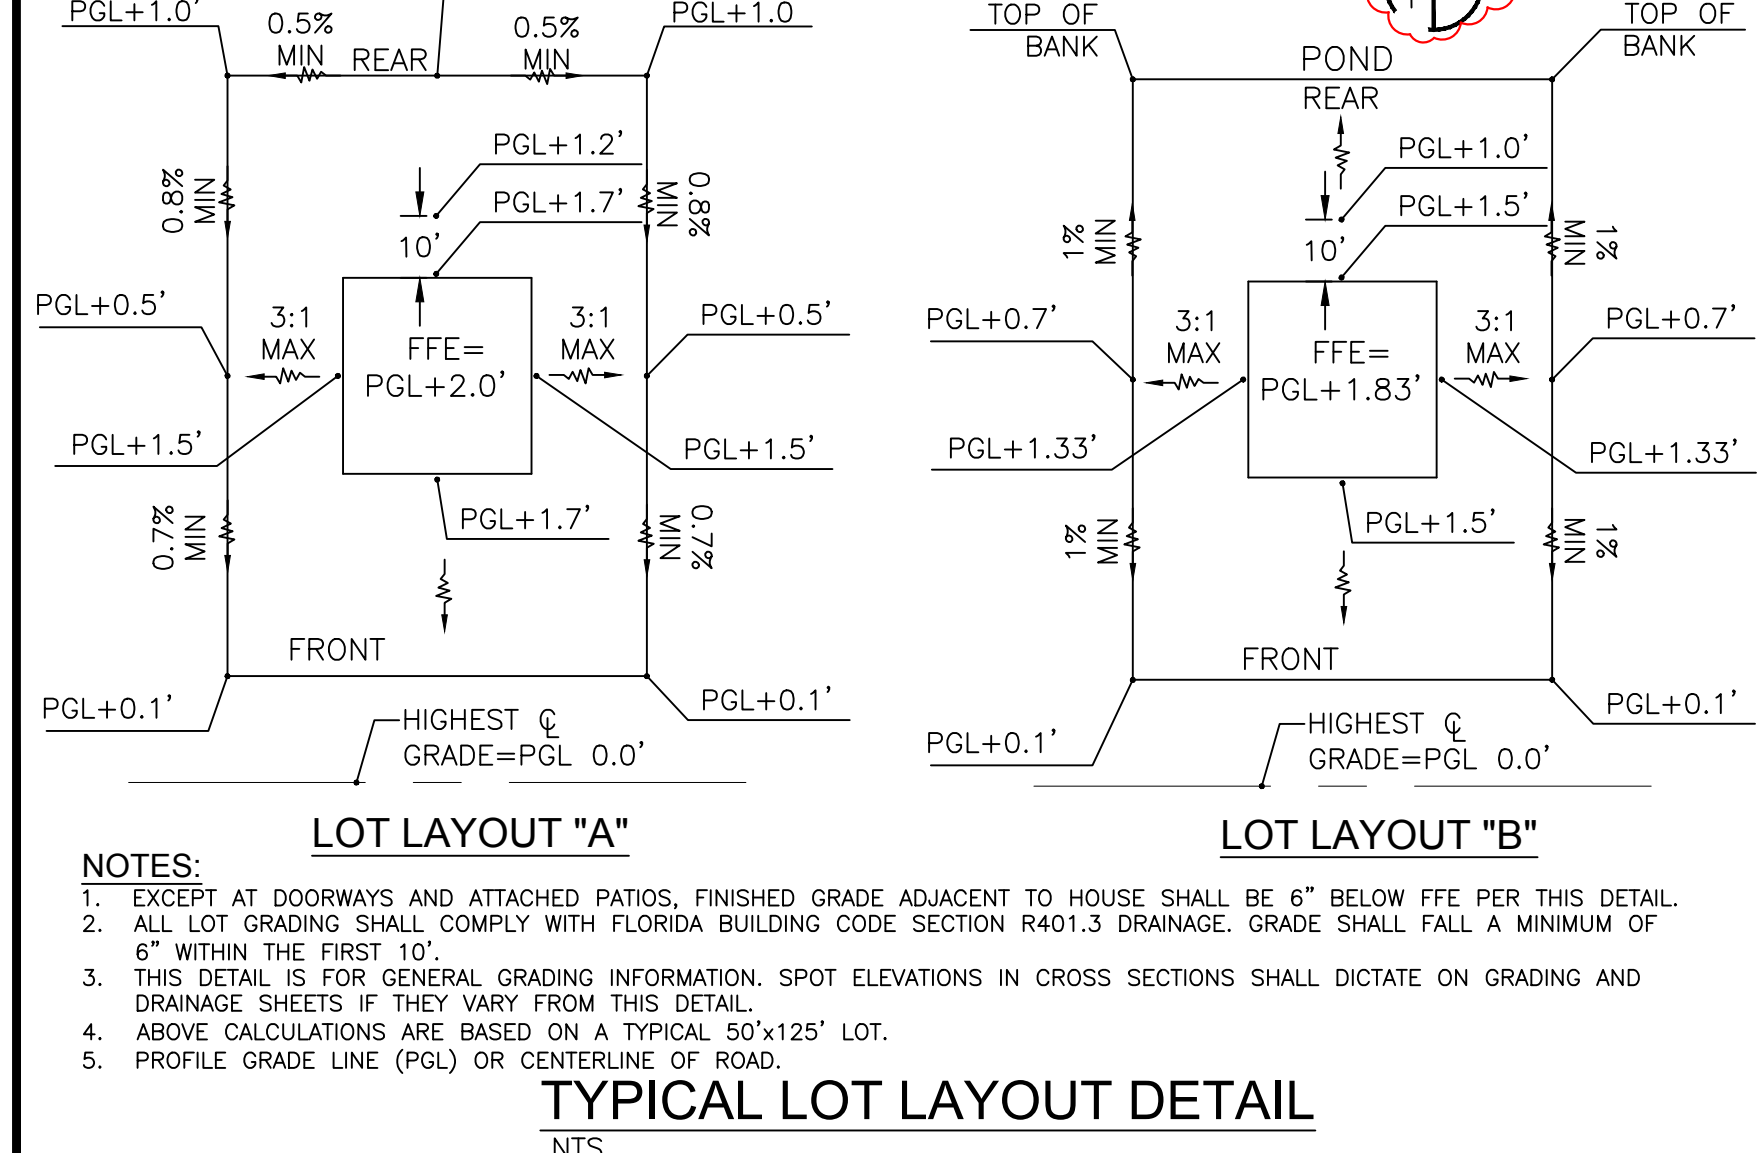 PGL+1.0'
0.5%
MIN
REAR
0.5%
MIN
PGL+1.0
0.8%
MIN
PGL+1.2'
PGL+1.7'
10'
0.8%
MIN
PGL+0.5'
3:1
MAX
FFE=
PGL+2.0'
3:1
MAX
PGL+0.5'
PGL+1.5'
PGL+1.5'
0.7%
MIN
PGL+1.7'
0.7%
MIN
FRONT
PGL+0.1'
PGL+0.1'
HIGHEST ℄
GRADE=PGL 0.0'
LOT LAYOUT "A"
TOP OF
BANK
POND
REAR
TOP OF
BANK
PGL+1.0'
PGL+1.5'
10'
1%
MIN
1%
MIN
PGL+0.7'
3:1
MAX
FFE=
PGL+1.83'
3:1
MAX
PGL+0.7'
PGL+1.33'
PGL+1.33'
1%
MIN
PGL+1.5'
1%
MIN
FRONT
PGL+0.1'
PGL+0.1'
HIGHEST ℄
GRADE=PGL 0.0'
LOT LAYOUT "B"
NOTES:
1. EXCEPT AT DOORWAYS AND ATTACHED PATIOS, FINISHED GRADE ADJACENT TO HOUSE SHALL BE 6" BELOW FFE PER THIS DETAIL.
2. ALL LOT GRADING SHALL COMPLY WITH FLORIDA BUILDING CODE SECTION R401.3 DRAINAGE. GRADE SHALL FALL A MINIMUM OF
6" WITHIN THE FIRST 10'.
3. THIS DETAIL IS FOR GENERAL GRADING INFORMATION. SPOT ELEVATIONS IN CROSS SECTIONS SHALL DICTATE ON GRADING AND
DRAINAGE SHEETS IF THEY VARY FROM THIS DETAIL.
4. ABOVE CALCULATIONS ARE BASED ON A TYPICAL 50'x125' LOT.
5. PROFILE GRADE LINE (PGL) OR CENTERLINE OF ROAD.
TYPICAL LOT LAYOUT DETAIL
NTS